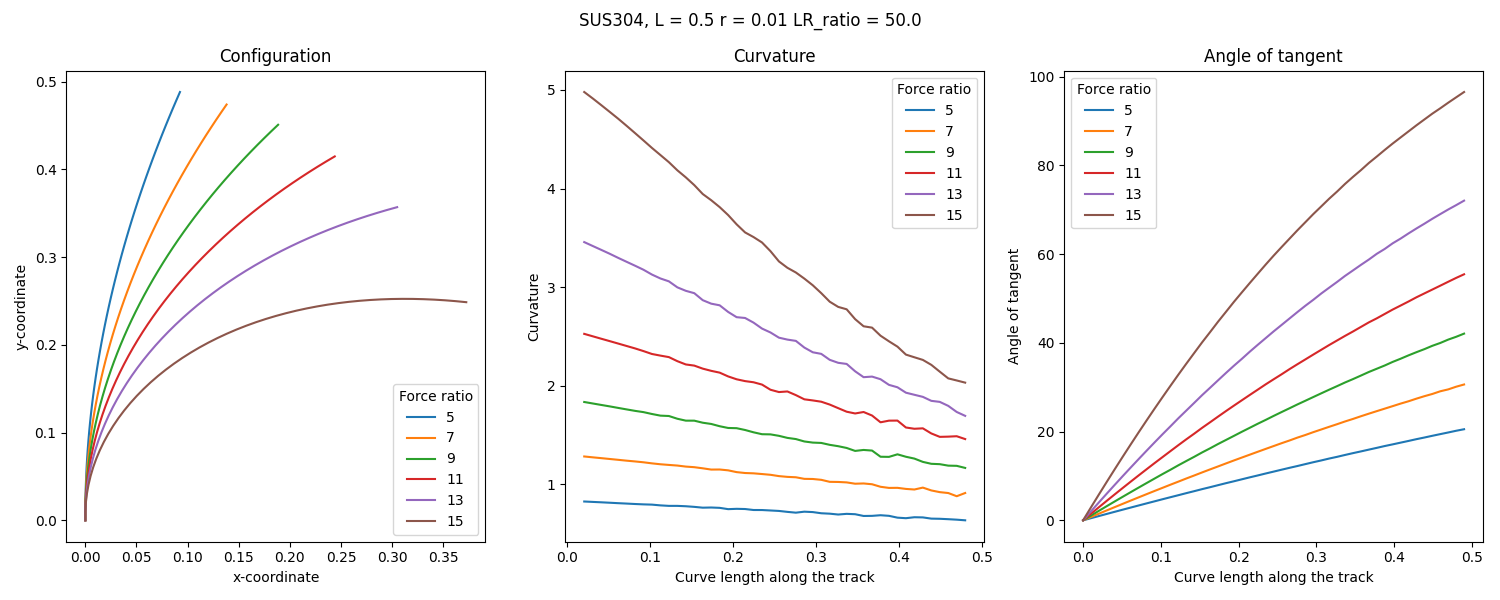 SUS304, L = 0.5 r = 0.01 LR_ratio = 50.0
Configuration
y-coordinate
0.5
0.4
0.3
0.2
0.1
0.0
Force ratio
5
7
9
11
13
15
0.00 0.05 0.10 0.15 0.20 0.25 0.30 0.35
x-coordinate
Curvature
Curvature
5
4
3
2
1
Force ratio
5
7
9
11
13
15
0.0 0.1 0.2 0.3 0.4 0.5
Curve length along the track
Angle of tangent
Angle of tangent
100
80
60
40
20
0
Force ratio
5
7
9
11
13
15
0.0 0.1 0.2 0.3 0.4 0.5
Curve length along the track